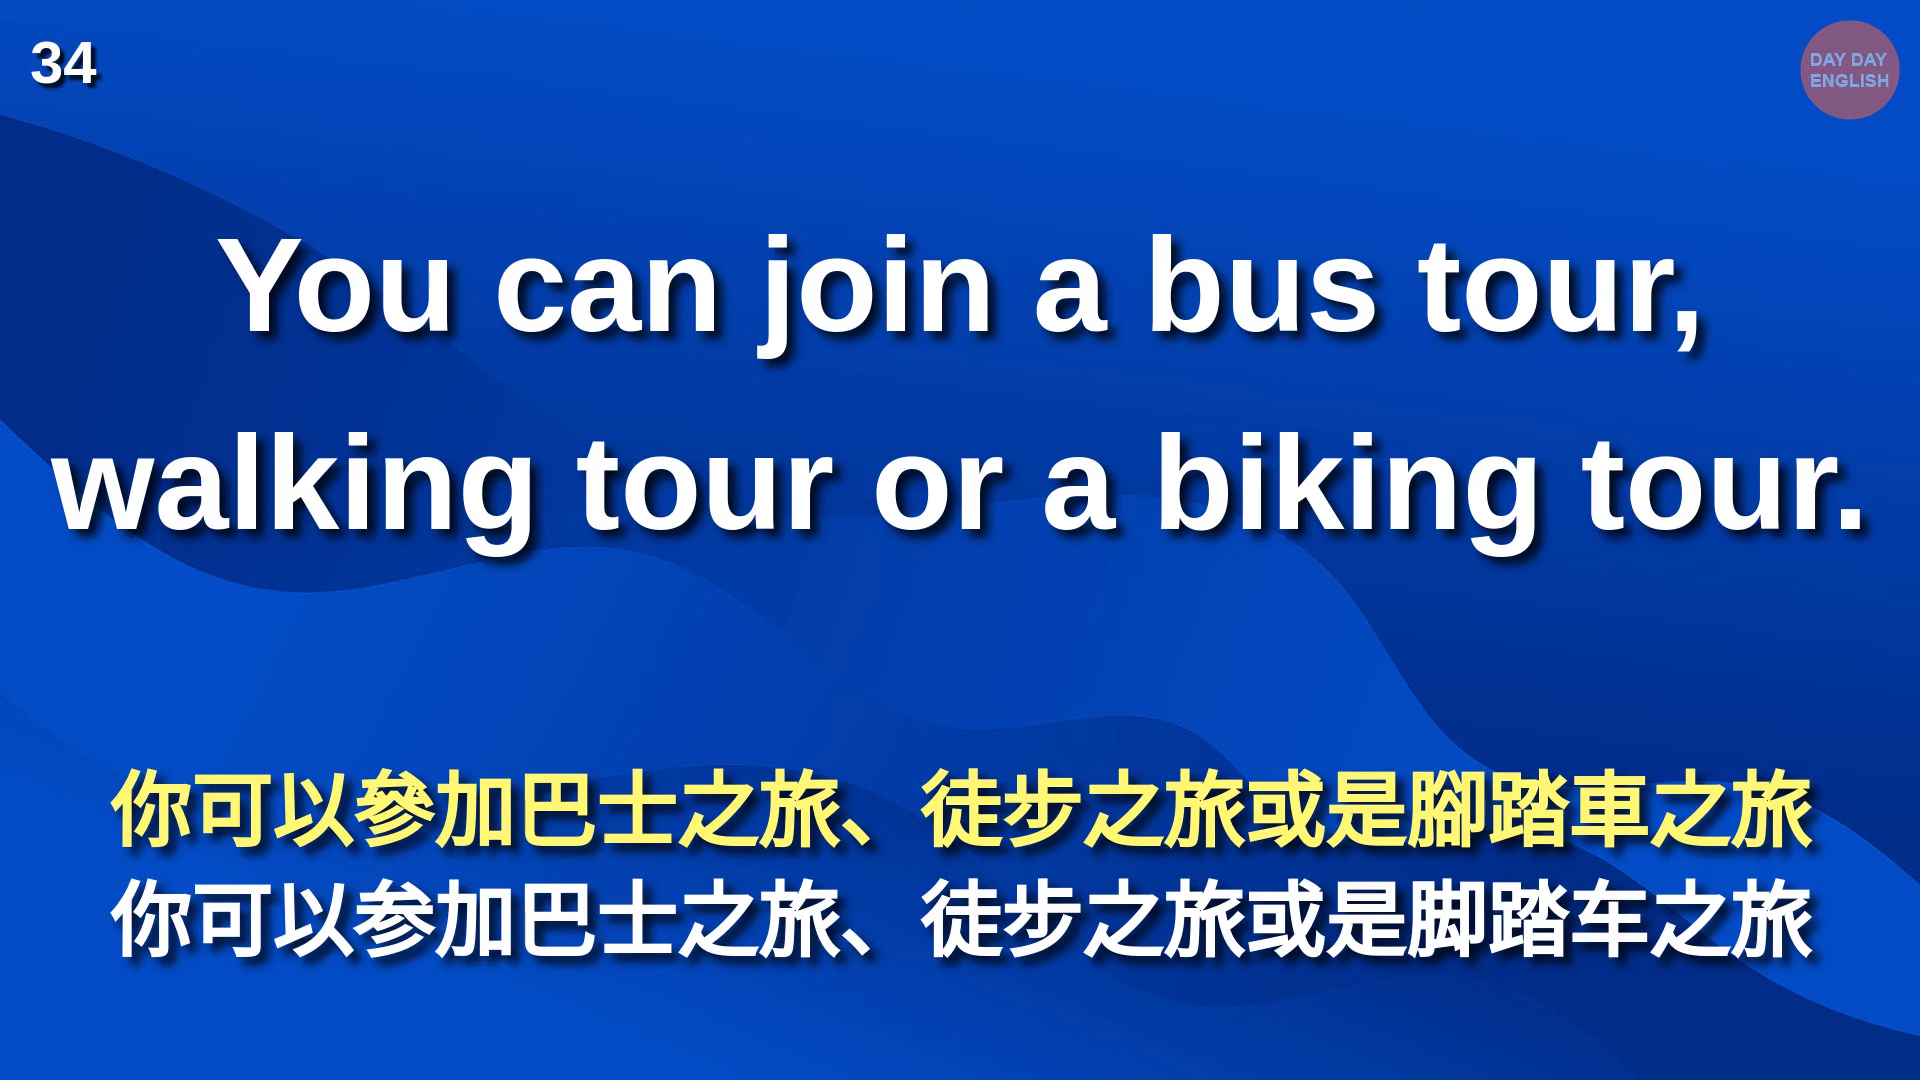 34
DAY DAY
ENGLISH
You can join a bus tour,
walking tour or a biking tour.
你可以參加巴士之旅、徒步之旅或是腳踏車之旅
你可以参加巴士之旅、徒步之旅或是脚踏车之旅